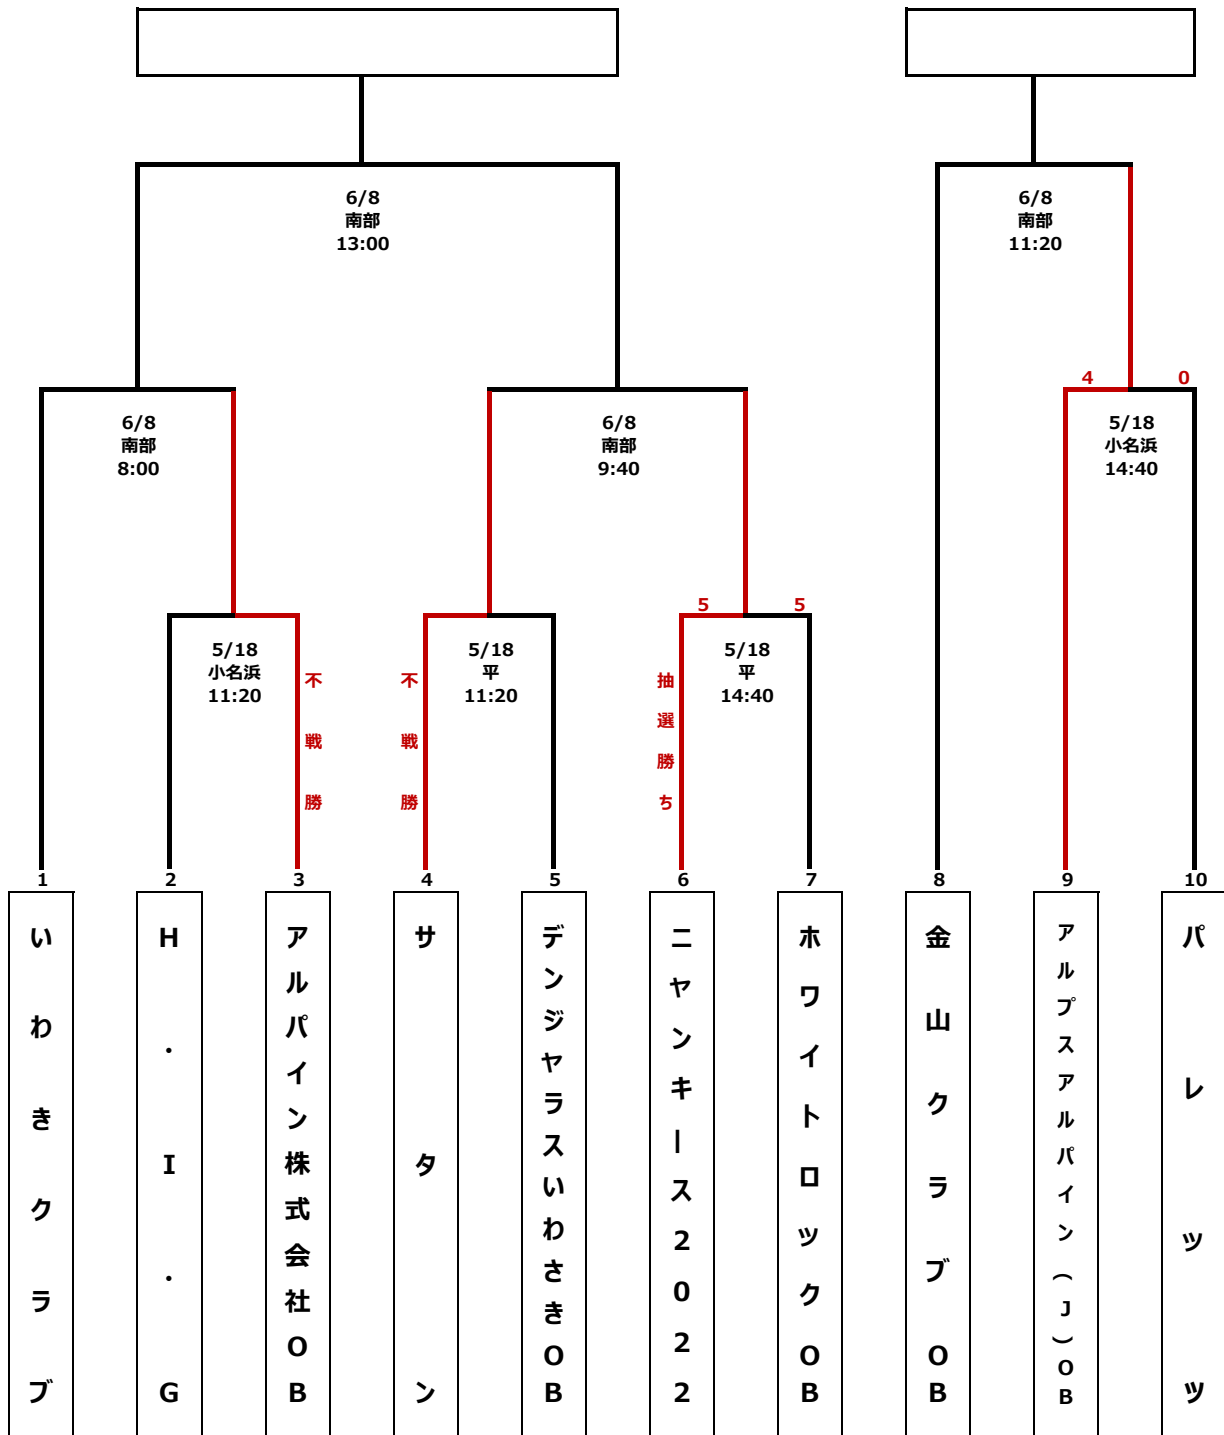 6/8
南部
13:00
6/8
南部
11:20
4
0
6/8
南部
8:00
6/8
南部
9:40
5/18
小名浜
14:40
5
5
5/18
小名浜
11:20
不戦勝
不戦勝
5/18
平
11:20
抽選勝ち
5/18
平
14:40
1
2
3
4
5
6
7
8
9
10
いわきクラブ
H.I.G
アルパイン株式会社OB
サタン
デンジャラスいわさきOB
ニャンキース2022
ホワイトロックOB
金山クラブOB
アルプスアルパイン(J)OB
パレッツ